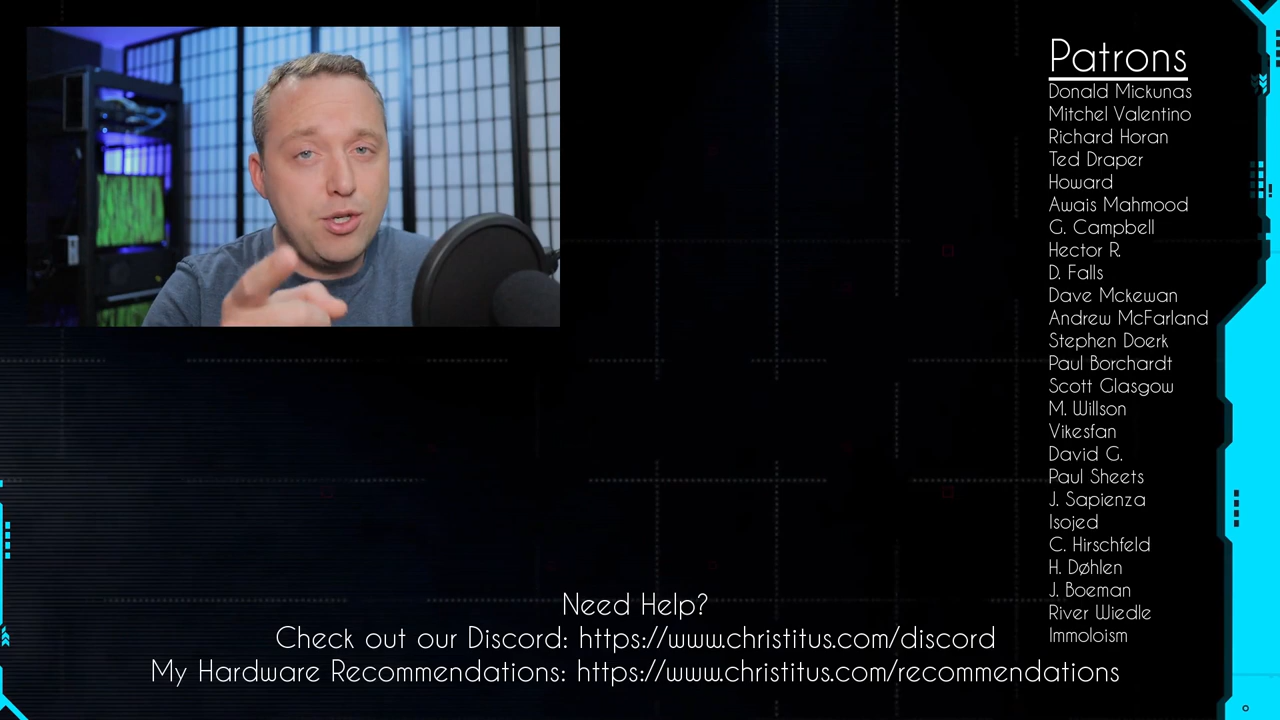 Patrons
Donald Mickunas
Mitchel Valentino
Richard Horan
Ted Draper
Howard
Awais Mahmood
G. Campbell
Hector R.
D. Falls
Dave Mckewan
Andrew McFarland
Stephen Doerk
Paul Borchardt
Scott Glasgow
M. Willson
Vikesfan
David G.
Paul Sheets
J. Sapienza
Isojed
C. Hirschfeld
H. Døhlen
J. Boeman
River Wiedle
Immoloism
Need Help?
Check out our Discord: https://www.christitus.com/discord
My Hardware Recommendations: https://www.christitus.com/recommendations